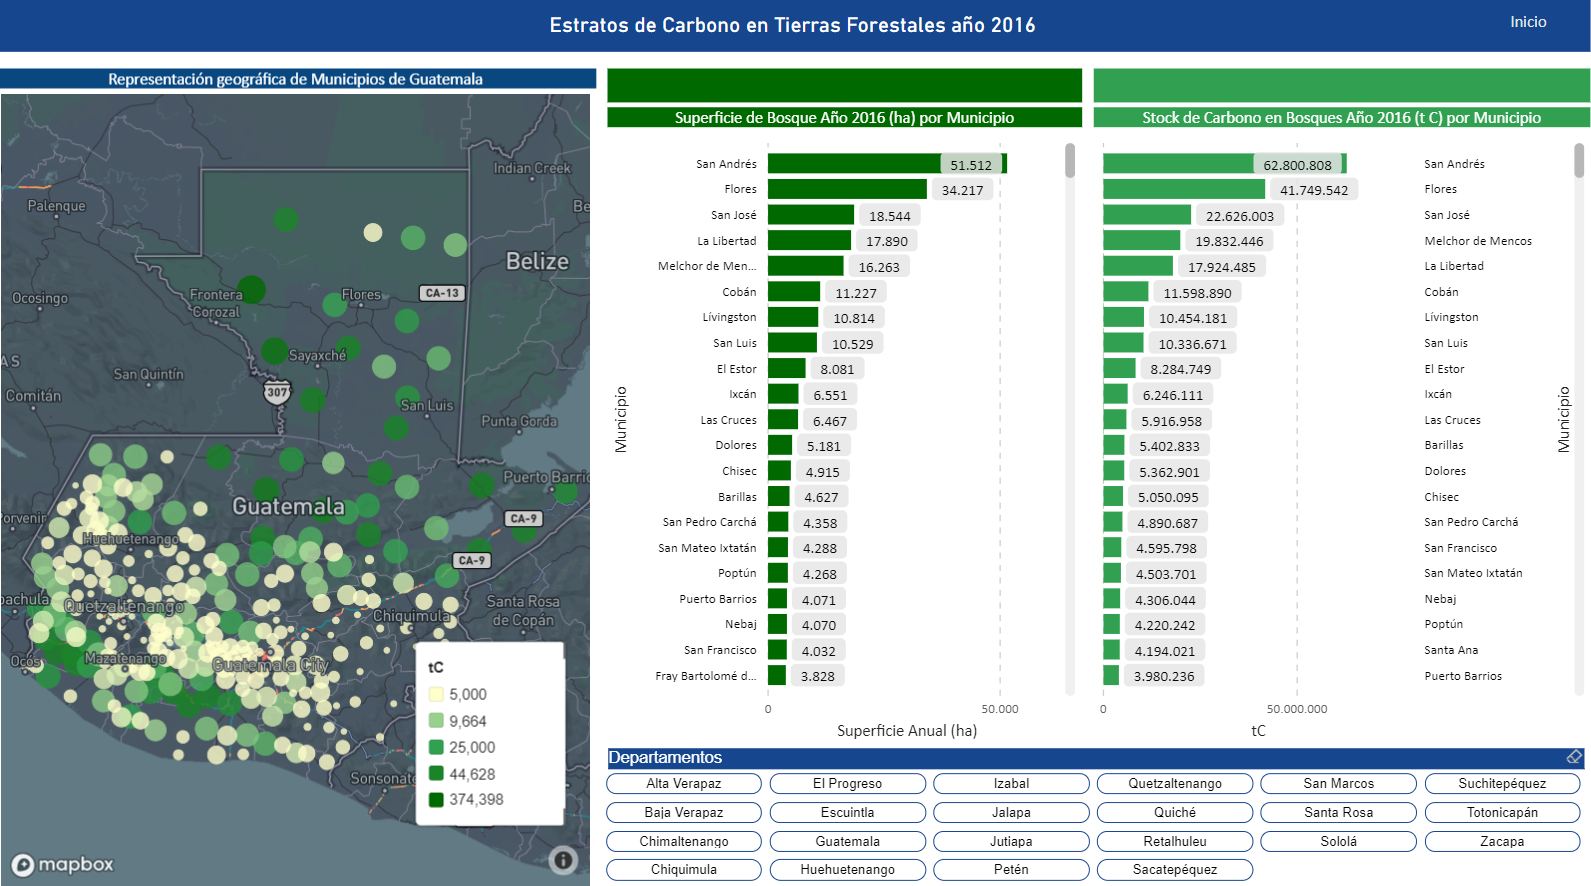 Estratos de Carbono en Tierras Forestales año 2016
Inicio
Representación geográfica de Municipios de Guatemala
Indian Creek
Palenque
Be
Belize
Ocosingo
Frontera
Corozal
Flores
CA-13
AS
Sayaxché
San Quintín
Comitán
307
San Luis
Punta Gorda
Puerto Barrio
Guatemala
Porvenir
CA-9
Huehuetenango
CA-9
pachula
Quetzaltenango
Chiquimula
Santa Rosa
de Copán
Ocós
Mazatenango
Guatemala City
Sonsonate
tC
5,000
9,664
25,000
44,628
374,398
mapbox
Superficie de Bosque Año 2016 (ha) por Municipio
Municipio
San Andrés 51.512
Flores 34.217
San José 18.544
La Libertad 17.890
Melchor de Men... 16.263
Cobán 11.227
Lívingston 10.814
San Luis 10.529
El Estor 8.081
Ixcán 6.551
Las Cruces 6.467
Dolores 5.181
Chisec 4.915
Barillas 4.627
San Pedro Carchá 4.358
San Mateo Ixtatán 4.288
Poptún 4.268
Puerto Barrios 4.071
Nebaj 4.070
San Francisco 4.032
Fray Bartolomé d... 3.828
0 50.000
Superficie Anual (ha)
Stock de Carbono en Bosques Año 2016 (t C) por Municipio
62.800.808 San Andrés
41.749.542 Flores
22.626.003 San José
19.832.446 Melchor de Mencos
17.924.485 La Libertad
11.598.890 Cobán
10.454.181 Lívingston
10.336.671 San Luis
8.284.749 El Estor
6.246.111 Ixcán
5.916.958 Las Cruces
5.402.833 Barillas
5.362.901 Dolores
5.050.095 Chisec
4.890.687 San Pedro Carchá
4.595.798 San Francisco
4.503.701 San Mateo Ixtatán
4.306.044 Nebaj
4.220.242 Poptún
4.194.021 Santa Ana
3.980.236 Puerto Barrios
0 50.000.000
tC
Municipio
Departamentos
Alta Verapaz El Progreso Izabal Quetzaltenango San Marcos Suchitepéquez
Baja Verapaz Escuintla Jalapa Quiché Santa Rosa Totonicapán
Chimaltenango Guatemala Jutiapa Retalhuleu Sololá Zacapa
Chiquimula Huehuetenango Petén Sacatepéquez